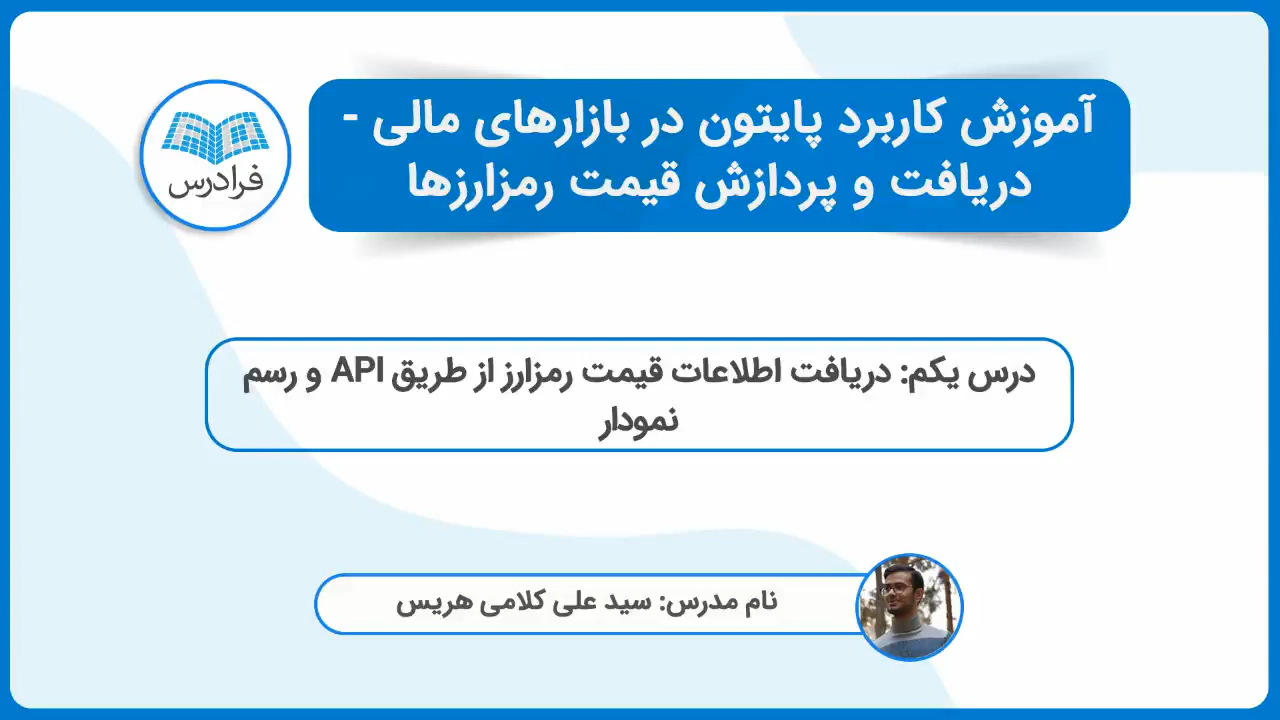 آموزش کاربرد پایتون در بازارهای مالی -
دریافت و پردازش قیمت رمزارزها
فرادرس
درس یکم: دریافت اطلاعات قیمت رمزارز از طریق API و رسم
نمودار
نام مدرس: سید علی کلامی هریس